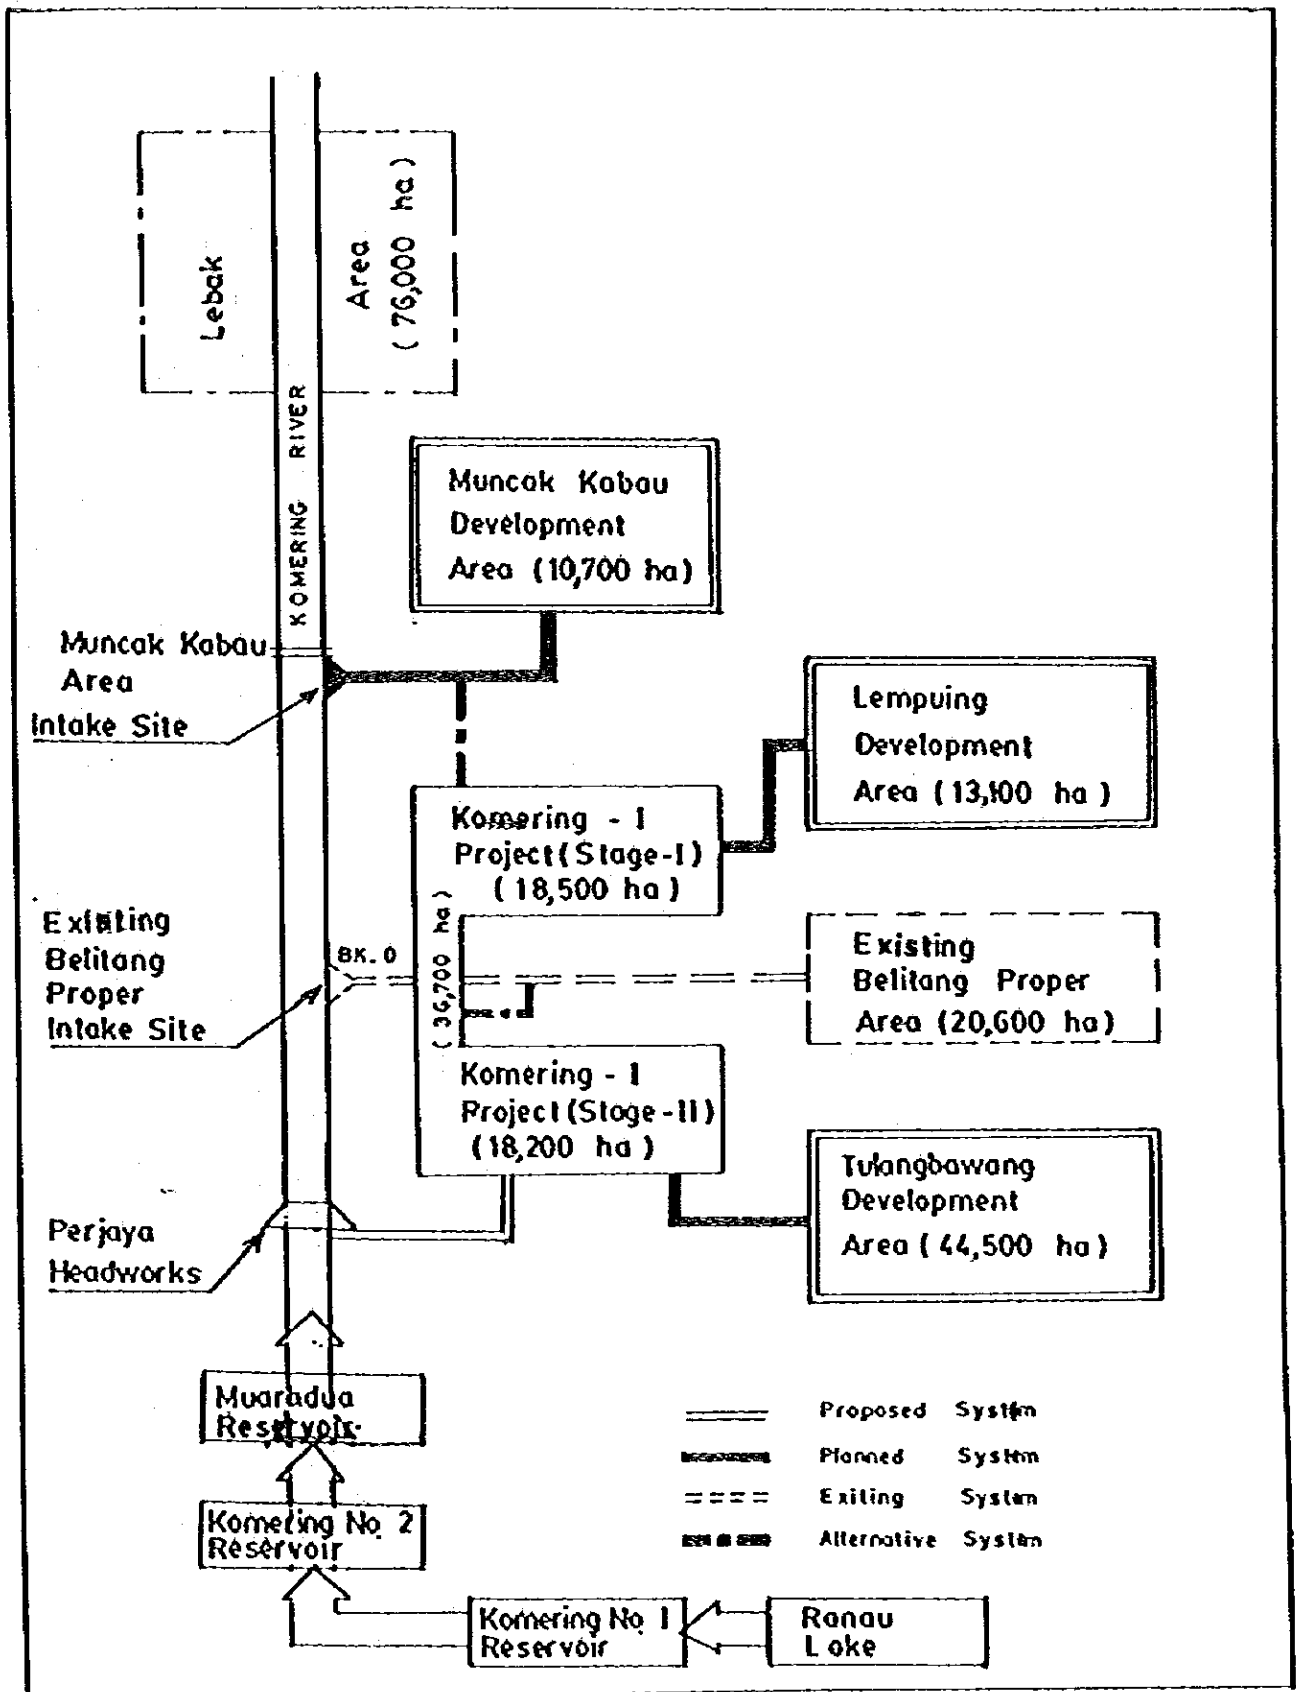 Lebak
Area
(76,000 ha)
KOMERING RIVER
Muncak Kabau
Development
Area (10,700 ha)
Muncak Kabau
Area
Intake Site
Lempuing
Development
Area (13,100 ha)
Komering - I
Project (Stage-I)
(18,500 ha)
(36,700 ha)
Existing
Belitang
Proper
Intake Site
BK. 0
Existing
Belitang Proper
Area (20,600 ha)
Komering - I
Project (Stage-II)
(18,200 ha)
Tulangbawang
Development
Area (44,500 ha)
Perjaya
Headworks
Muaradua
Reservoir
Komering No. 2
Reservoir
Komering No. 1
Reservoir
Ranau
Lake
Proposed System
Planned System
Exiting System
Alternative System